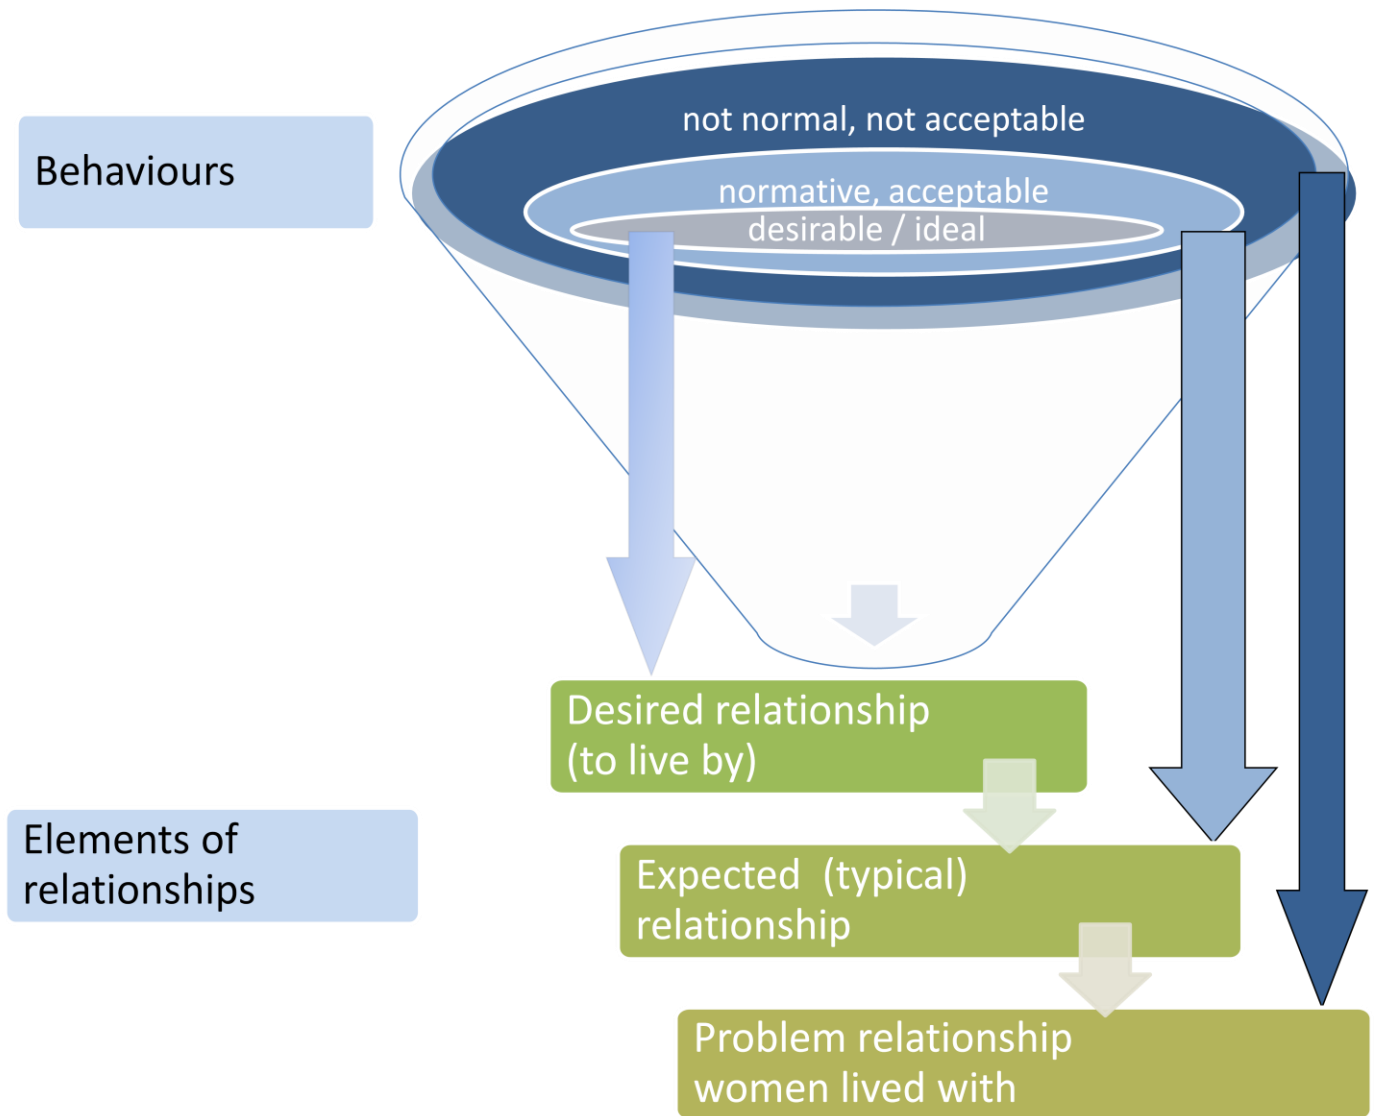 not normal, not acceptable
Behaviours
normative, acceptable
desirable / ideal
Desired relationship
(to live by)
Elements of
relationships
Expected (typical)
relationship
Problem relationship
women lived with